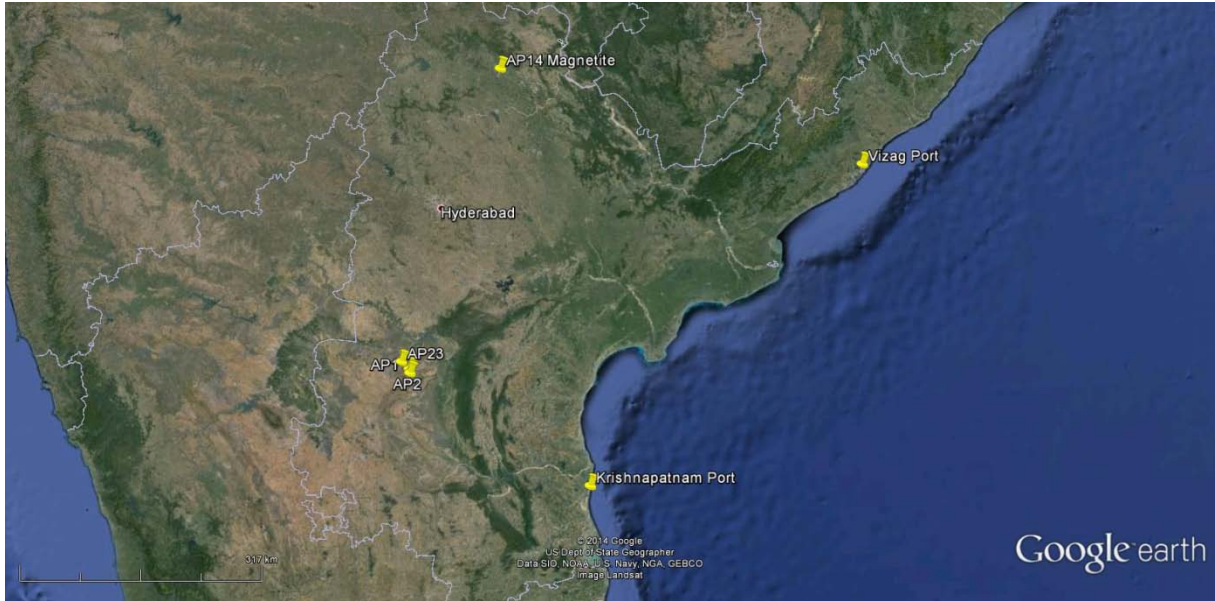 AP14 Magnetite
Vizag Port
Hyderabad
AP23
AP1
AP2
Krishnapatnam Port
© 2014 Google
US Dept of State Geographer
Data SIO, NOAA, U.S. Navy, NGA, GEBCO
Image Landsat
317 km
Google earth